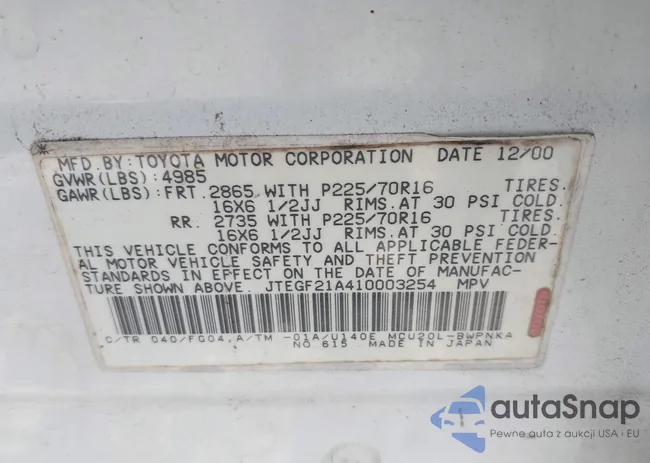 MFD.BY:TOYOTA MOTOR CORPORATION DATE 12/00
GVWR(LBS):4985
GAWR(LBS):FRT. 2865 WITH P225/70R16 TIRES.
16X6 1/2JJ RIMS.AT 30 PSI COLD.
RR. 2735 WITH P225/70R16 TIRES.
16X6 1/2JJ RIMS.AT 30 PSI COLD.
THIS VEHICLE CONFORMS TO ALL APPLICABLE FEDER-
AL MOTOR VEHICLE SAFETY AND THEFT PREVENTION
STANDARDS IN EFFECT ON THE DATE OF MANUFAC-
TURE SHOWN ABOVE. JTEGF21A410003254 MPV
C/TR 040/FG04,A/TM -01A/U140E MCU20L-BWPNKA
NO 615 MADE IN JAPAN
autaSnap
Pewne auta z aukcji USA i EU